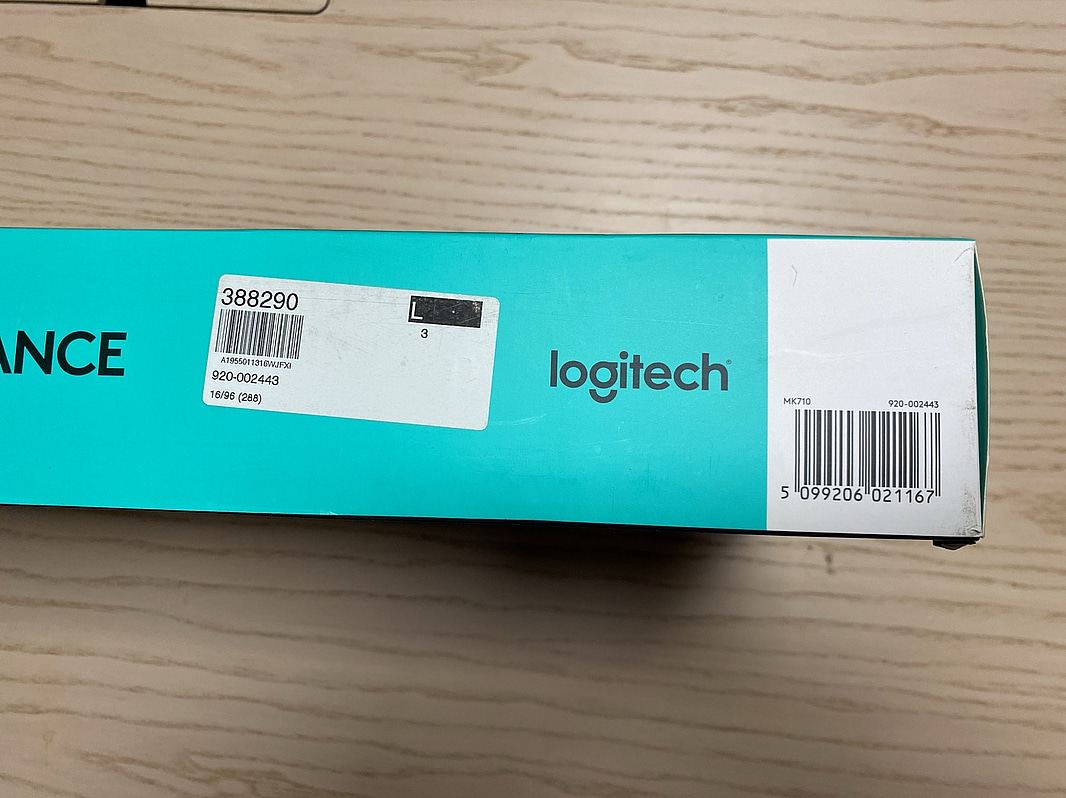 ANCE
388290
L
3
A1955011316WJFXI
920-002443
16/96 (288)
logitech
MK710 920-002443
5 099206 021167